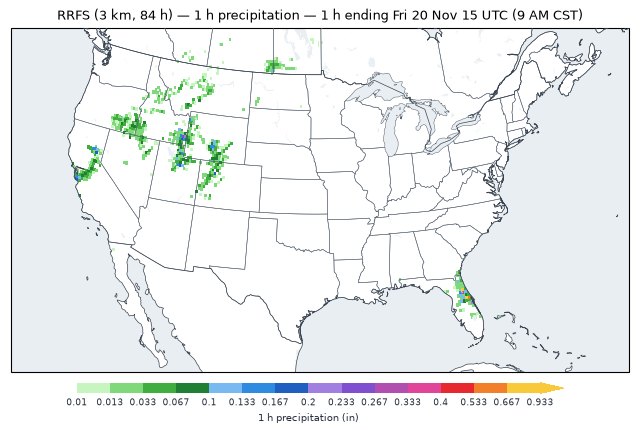 RRFS (3 km, 84 h) — 1 h precipitation — 1 h ending Fri 20 Nov 15 UTC (9 AM CST)
0.01 0.013 0.033 0.067 0.1 0.133 0.167 0.2 0.233 0.267 0.333 0.4 0.533 0.667 0.933
1 h precipitation (in)